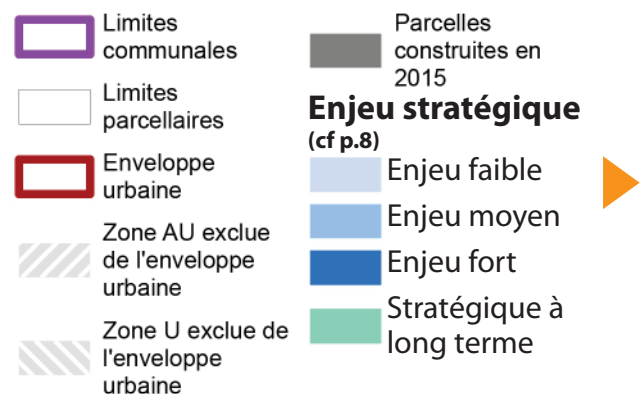 Limites
communales
Limites
parcellaires
Enveloppe
urbaine
Zone AU exclue
de l'enveloppe
urbaine
Zone U exclue de
l'enveloppe
urbaine
Parcelles
construites en
2015
Enjeu stratégique
(cf p.8)
Enjeu faible
Enjeu moyen
Enjeu fort
Stratégique à
long terme